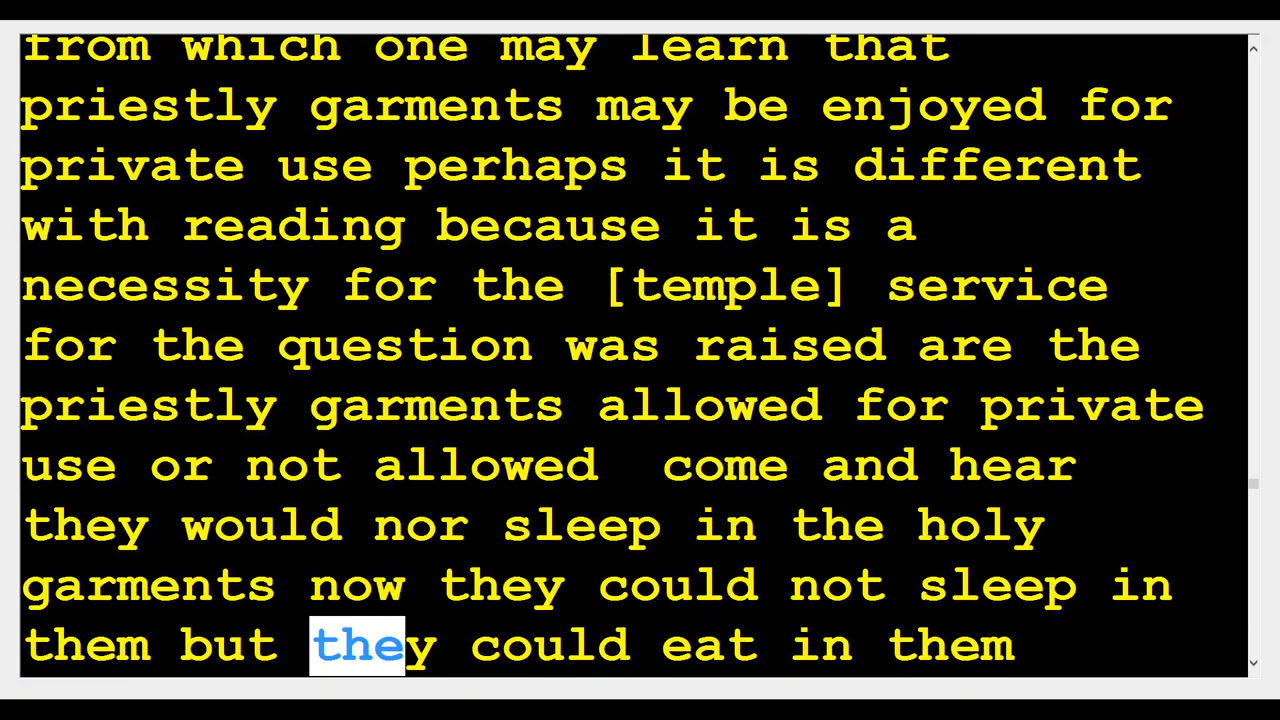 from which one may learn that
priestly garments may be enjoyed for
private use perhaps it is different
with reading because it is a
necessity for the [temple] service
for the question was raised are the
priestly garments allowed for private
use or not allowed  come and hear
they would nor sleep in the holy
garments now they could not sleep in
them but they could eat in them